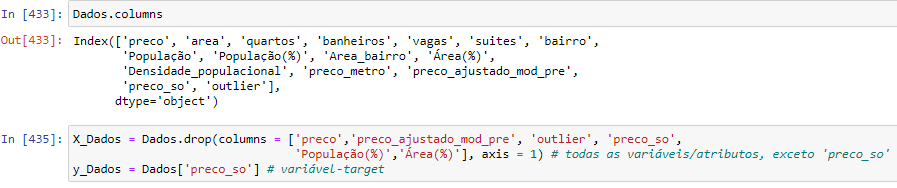 In [433]: Dados.columns
Out[433]: Index(['preco', 'area', 'quartos', 'banheiros', 'vagas', 'suites', 'bairro',
'População', 'População(%)', 'Area_bairro', 'Área(%)',
'Densidade_populacional', 'preco_metro', 'preco_ajustado_mod_pre',
'preco_so', 'outlier'],
dtype='object')
In [435]: X_Dados = Dados.drop(columns = ['preco','preco_ajustado_mod_pre', 'outlier', 'preco_so',
'População(%)','Área(%)'], axis = 1) # todas as variáveis/atributos, exceto 'preco_so'
y_Dados = Dados['preco_so'] # variável-target